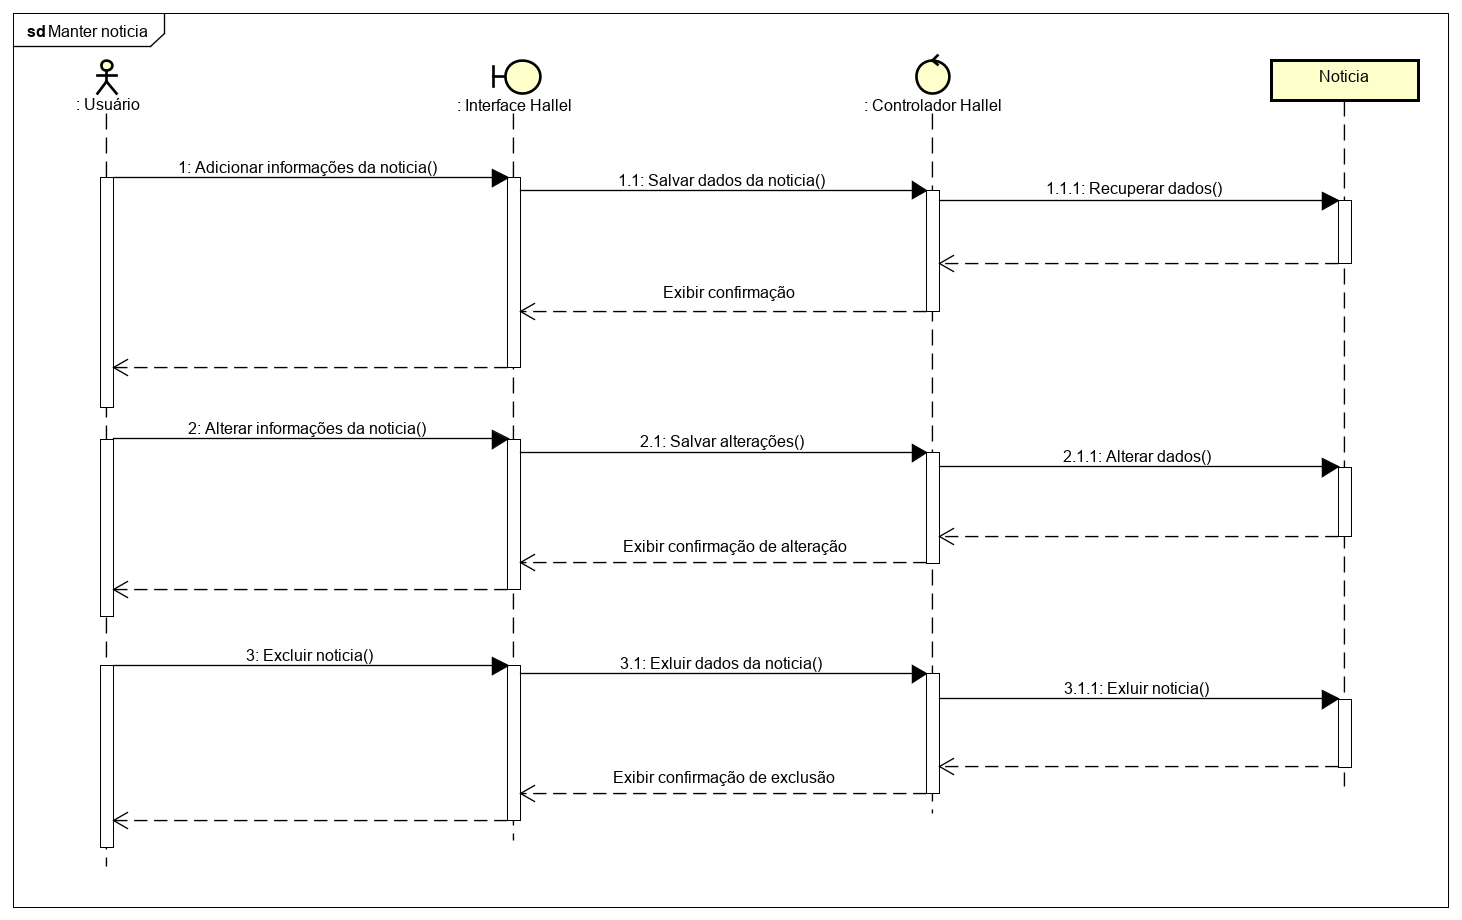 sd Manter noticia
: Usuário
: Interface Hallel
: Controlador Hallel
Noticia
1: Adicionar informações da noticia()
1.1: Salvar dados da noticia()
1.1.1: Recuperar dados()
Exibir confirmação
2: Alterar informações da noticia()
2.1: Salvar alterações()
2.1.1: Alterar dados()
Exibir confirmação de alteração
3: Excluir noticia()
3.1: Exluir dados da noticia()
3.1.1: Exluir noticia()
Exibir confirmação de exclusão